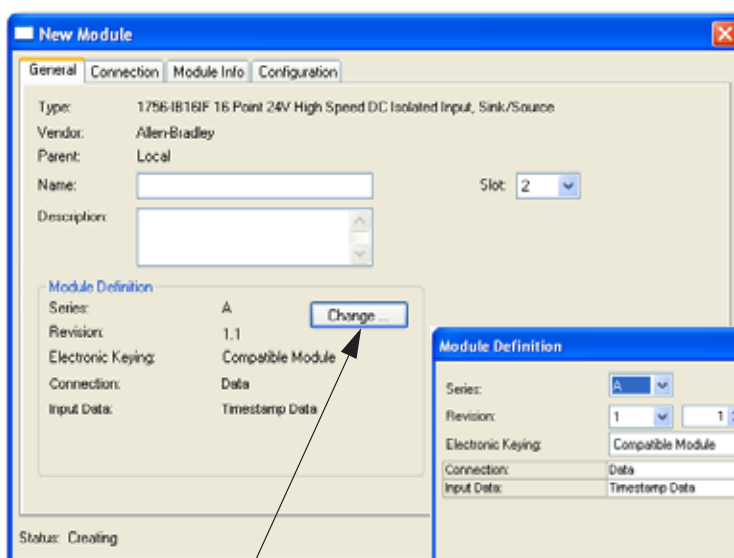 New Module
General Connection Module Info Configuration
Type: 1756-IB16IF 16 Point 24V High Speed DC Isolated Input, Sink/Source
Vendor: Allen-Bradley
Parent: Local
Name: Slot: 2
Description:
Module Definition
Series: A Change ...
Revision: 1.1
Electronic Keying: Compatible Module
Connection: Data
Input Data: Timestamp Data
Status: Creating
Module Definition
Series: A
Revision: 1 1
Electronic Keying: Compatible Module
Connection: Data
Input Data: Timestamp Data